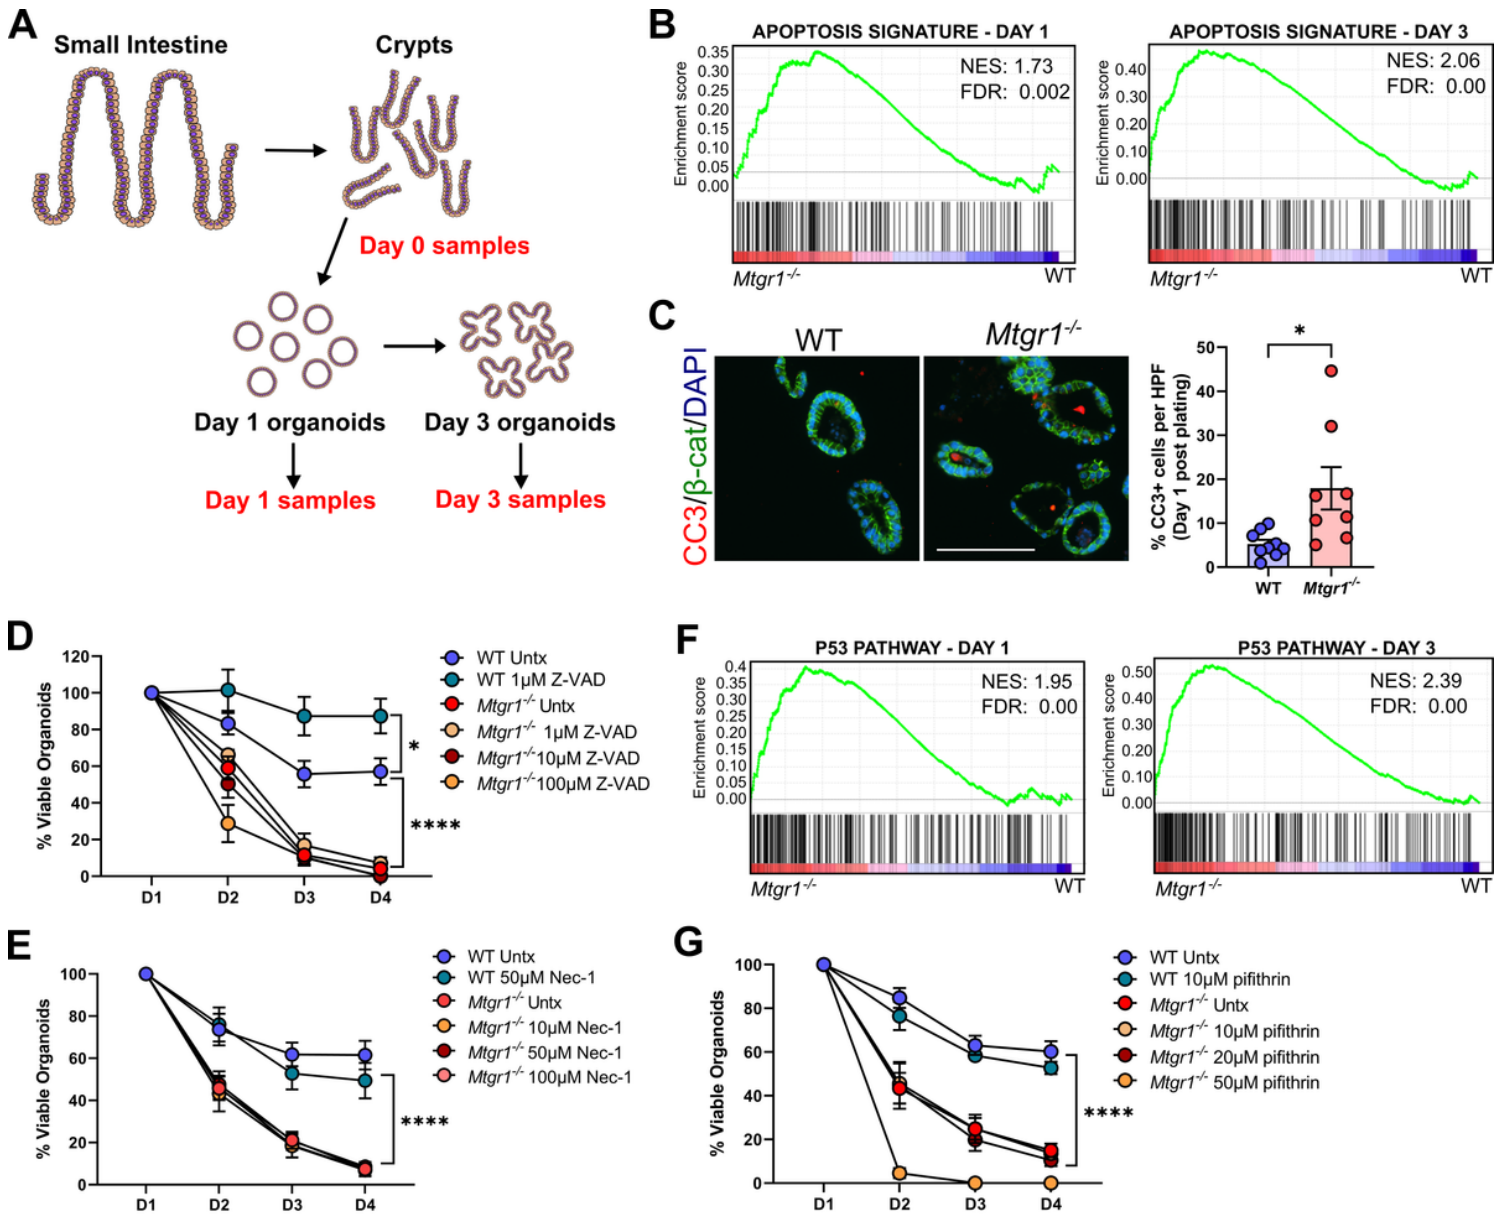 A
Small Intestine
Crypts
Day 0 samples
Day 1 organoids
Day 3 organoids
Day 1 samples
Day 3 samples
B
APOPTOSIS SIGNATURE - DAY 1
Enrichment score
0.35
0.30
0.25
0.20
0.15
0.10
0.05
0.00
NES: 1.73
FDR: 0.002
Mtgr1-/-
WT
APOPTOSIS SIGNATURE - DAY 3
Enrichment score
0.40
0.30
0.20
0.10
0.00
NES: 2.06
FDR: 0.00
Mtgr1-/-
WT
C
CC3/β-cat/DAPI
WT
Mtgr1-/-
% CC3+ cells per HPF
(Day 1 post plating)
50
40
30
20
10
0
*
WT
Mtgr1-/-
D
% Viable Organoids
120
100
80
60
40
20
0
D1
D2
D3
D4
*
****
WT Untx
WT 1µM Z-VAD
Mtgr1-/- Untx
Mtgr1-/- 1µM Z-VAD
Mtgr1-/- 10µM Z-VAD
Mtgr1-/- 100µM Z-VAD
F
P53 PATHWAY - DAY 1
Enrichment score
0.4
0.35
0.30
0.25
0.20
0.15
0.10
0.05
0.00
NES: 1.95
FDR: 0.00
Mtgr1-/-
WT
P53 PATHWAY - DAY 3
Enrichment score
0.50
0.40
0.30
0.20
0.10
0.00
NES: 2.39
FDR: 0.00
Mtgr1-/-
WT
E
% Viable Organoids
100
80
60
40
20
0
D1
D2
D3
D4
****
WT Untx
WT 50µM Nec-1
Mtgr1-/- Untx
Mtgr1-/- 10µM Nec-1
Mtgr1-/- 50µM Nec-1
Mtgr1-/- 100µM Nec-1
G
% Viable Organoids
100
80
60
40
20
0
D1
D2
D3
D4
****
WT Untx
WT 10µM pifithrin
Mtgr1-/- Untx
Mtgr1-/- 10µM pifithrin
Mtgr1-/- 20µM pifithrin
Mtgr1-/- 50µM pifithrin